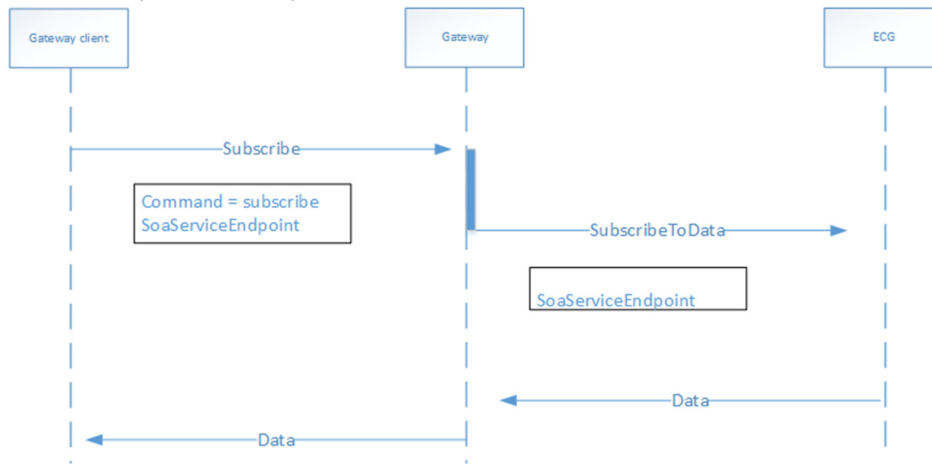 Gateway client
Gateway
ECG
Subscribe
Command = subscribe
SoaServiceEndpoint
SubscribeToData
SoaServiceEndpoint
Data
Data